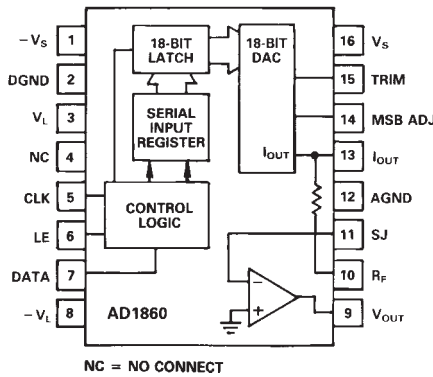 −VS 1
DGND 2
VL 3
NC 4
CLK 5
LE 6
DATA 7
−VL 8
18-BIT
LATCH
18-BIT
DAC
SERIAL
INPUT
REGISTER
IOUT
CONTROL
LOGIC
−
+
AD1860
16 VS
15 TRIM
14 MSB ADJ
13 IOUT
12 AGND
11 SJ
10 RF
9 VOUT
NC = NO CONNECT